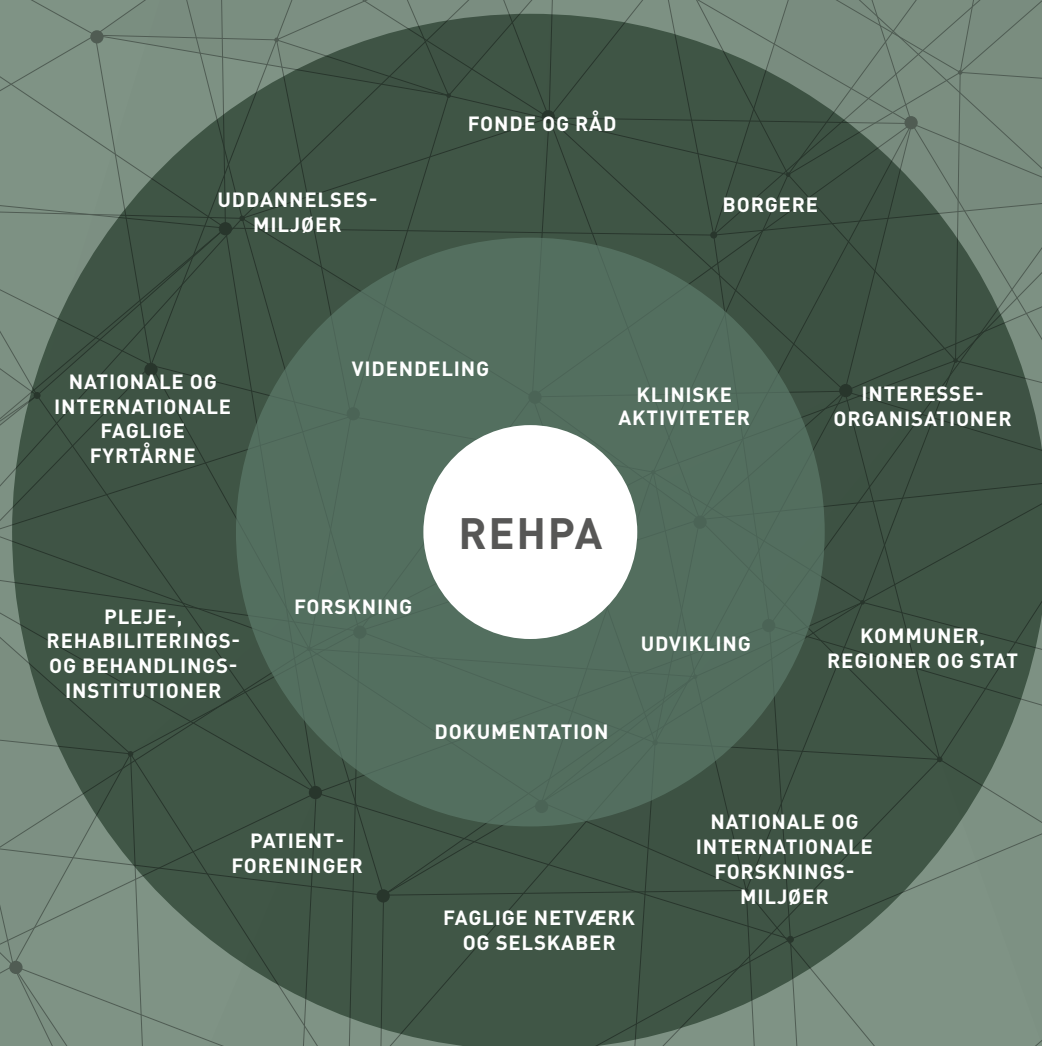 FONDE OG RÅD
UDDANNELSES-
MILJØER
BORGERE
VIDENDELING
KLINISKE
AKTIVITETER
NATIONALE OG
INTERNATIONALE
FAGLIGE
FYRTÅRNE
INTERESSE-
ORGANISATIONER
REHPA
FORSKNING
UDVIKLING
PLEJE-,
REHABILITERINGS-
OG BEHANDLINGS-
INSTITUTIONER
KOMMUNER,
REGIONER OG STAT
DOKUMENTATION
PATIENT-
FORENINGER
NATIONALE OG
INTERNATIONALE
FORSKNINGS-
MILJØER
FAGLIGE NETVÆRK
OG SELSKABER